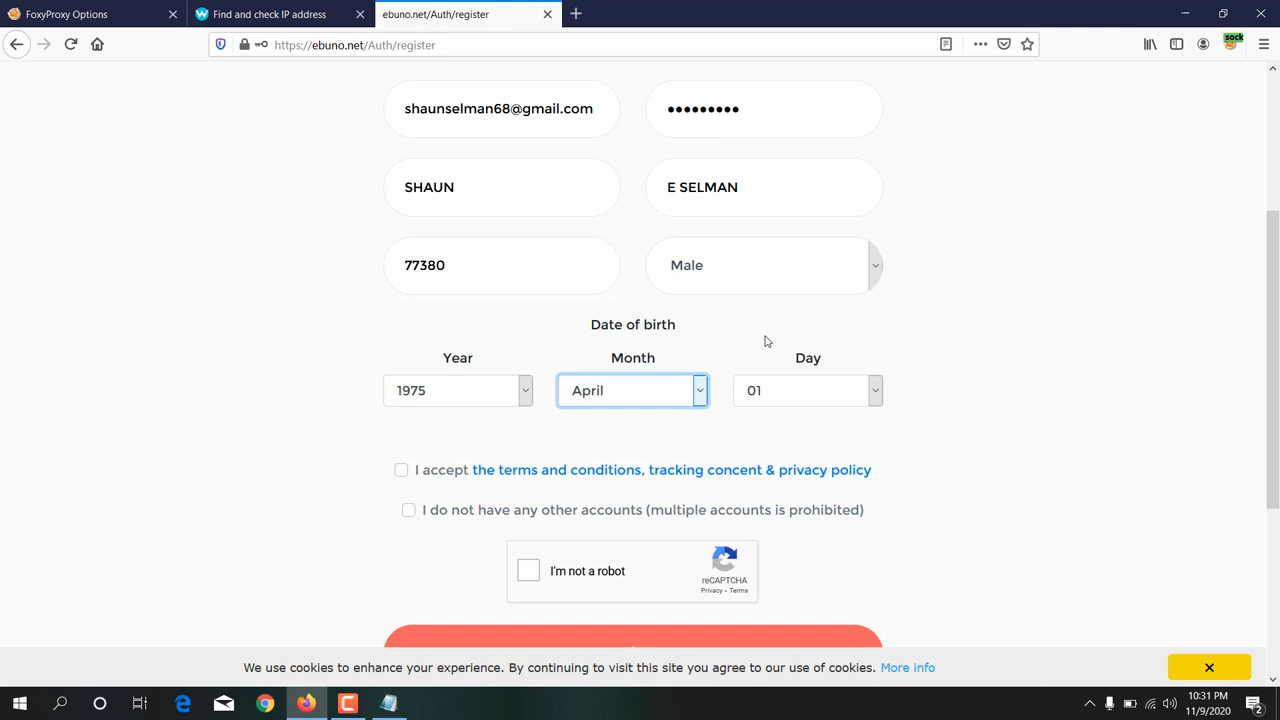 FoxyProxy Options
Find and check IP address
ebuno.net/Auth/register
https://ebuno.net/Auth/register
sock
shaunselman68@gmail.com
•••••••••
SHAUN
E SELMAN
77380
Male
Date of birth
Year
Month
Day
1975
April
01
I accept the terms and conditions, tracking concent & privacy policy
I do not have any other accounts (multiple accounts is prohibited)
I'm not a robot
reCAPTCHA
Privacy - Terms
We use cookies to enhance your experience. By continuing to visit this site you agree to our use of cookies. More info
10:31 PM
11/9/2020
2